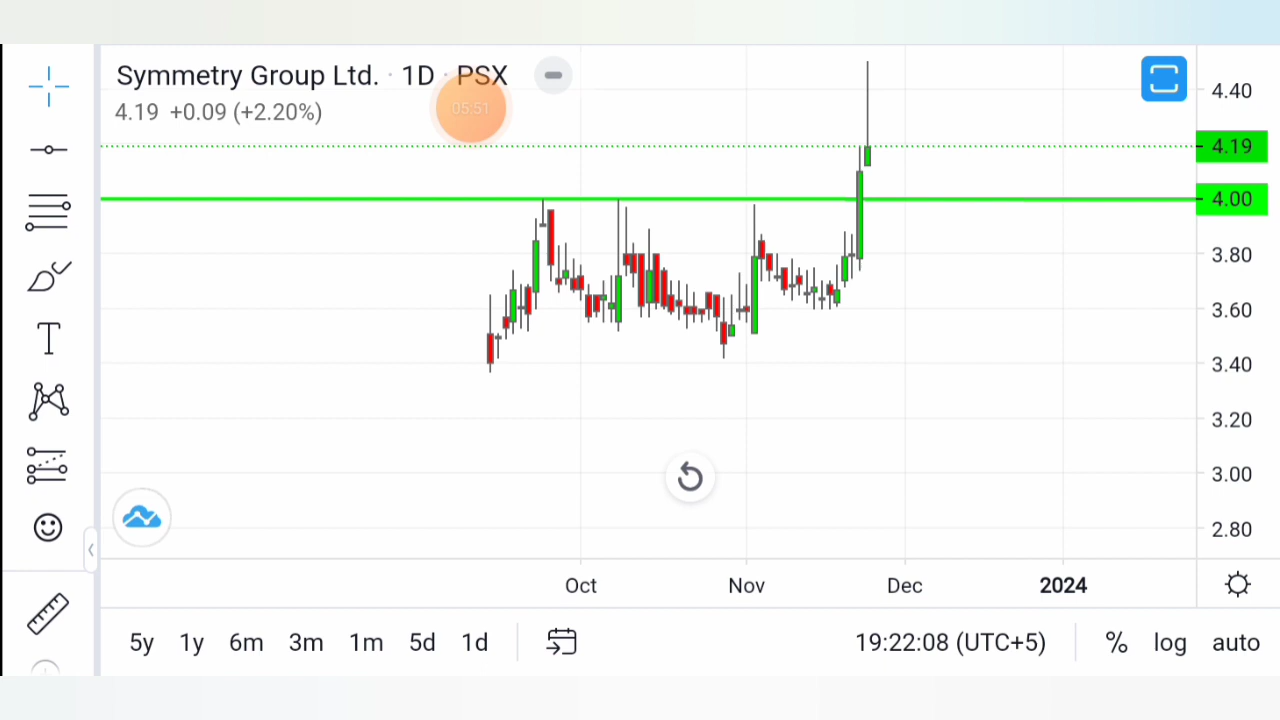 Symmetry Group Ltd. · 1D · PSX
4.19 +0.09 (+2.20%)
05:51
4.40
4.19
4.00
3.80
3.60
3.40
3.20
3.00
2.80
Oct Nov Dec 2024
5y 1y 6m 3m 1m 5d 1d 19:22:08 (UTC+5) % log auto